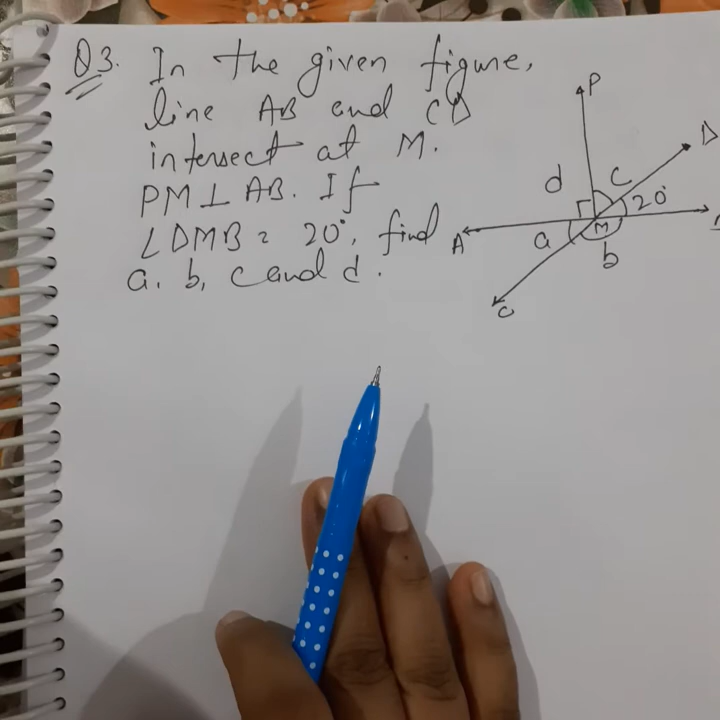 Q3. In the given figure,
line AB and CD
intersect at M.
PM⊥AB. If
∠DMB = 20°, find
a. b, c and d.
P
D
d
c
20°
A
a
M
b
C